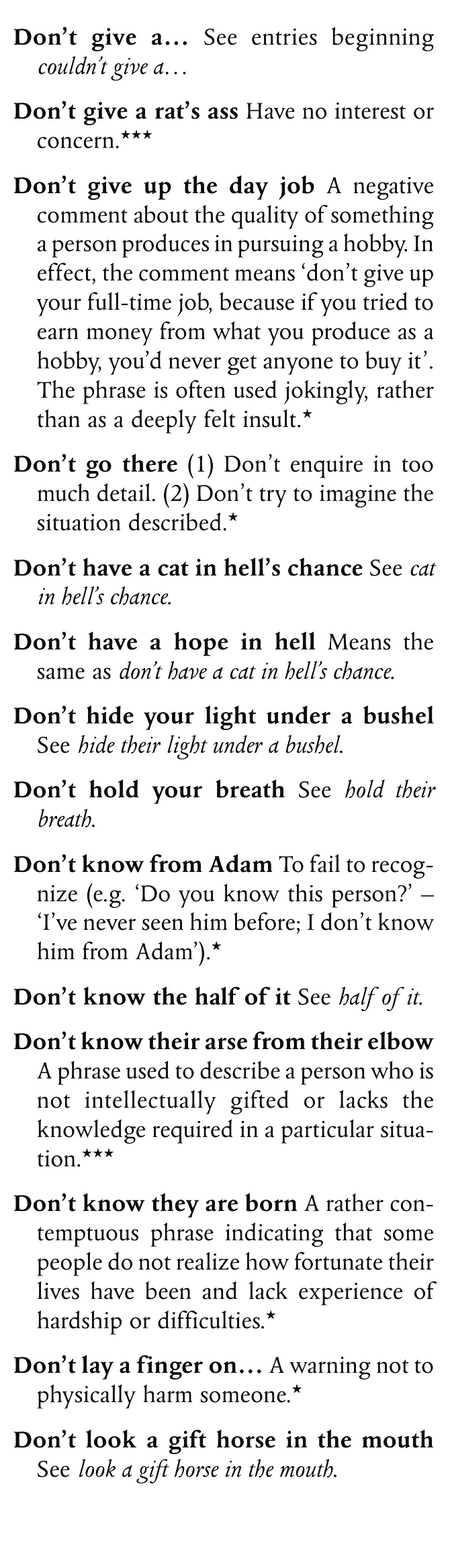 Don’t give a… See entries beginning
couldn’t give a…
Don’t give a rat’s ass Have no interest or
concern.★★★
Don’t give up the day job A negative
comment about the quality of something
a person produces in pursuing a hobby. In
effect, the comment means ‘don’t give up
your full-time job, because if you tried to
earn money from what you produce as a
hobby, you’d never get anyone to buy it’.
The phrase is often used jokingly, rather
than as a deeply felt insult.★
Don’t go there (1) Don’t enquire in too
much detail. (2) Don’t try to imagine the
situation described.★
Don’t have a cat in hell’s chance See cat
in hell’s chance.
Don’t have a hope in hell Means the
same as don’t have a cat in hell’s chance.
Don’t hide your light under a bushel
See hide their light under a bushel.
Don’t hold your breath See hold their
breath.
Don’t know from Adam To fail to recog-
nize (e.g. ‘Do you know this person?’ –
‘I’ve never seen him before; I don’t know
him from Adam’).★
Don’t know the half of it See half of it.
Don’t know their arse from their elbow
A phrase used to describe a person who is
not intellectually gifted or lacks the
knowledge required in a particular situa-
tion.★★★
Don’t know they are born A rather con-
temptuous phrase indicating that some
people do not realize how fortunate their
lives have been and lack experience of
hardship or difficulties.★
Don’t lay a finger on… A warning not to
physically harm someone.★
Don’t look a gift horse in the mouth
See look a gift horse in the mouth.